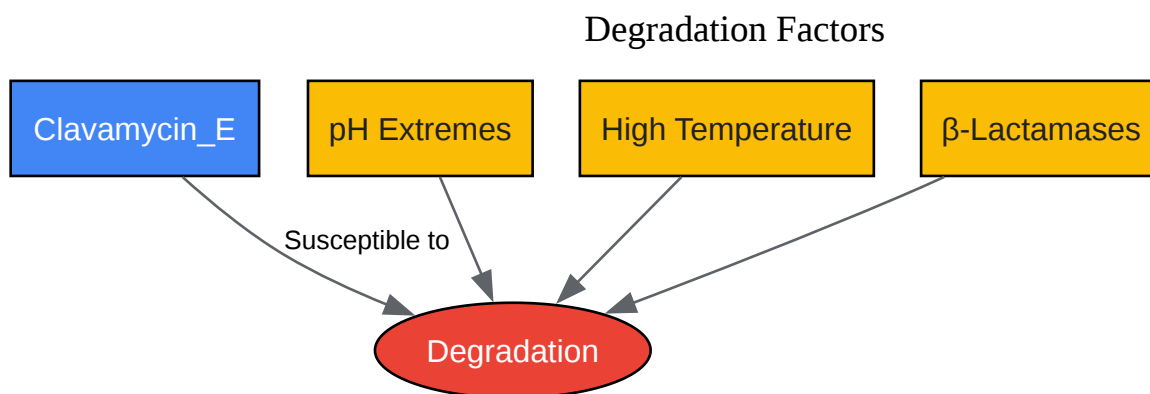 Degradation Factors
Clavamycin_E
pH Extremes
High Temperature
β-Lactamases
Susceptible to
Degradation